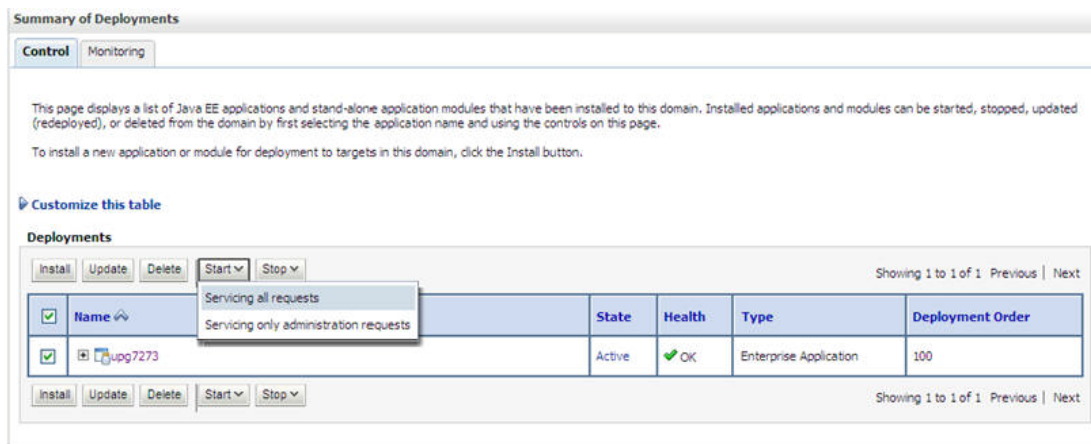 Summary of Deployments
Control Monitoring
This page displays a list of Java EE applications and stand-alone application modules that have been installed to this domain. Installed applications and modules can be started, stopped, updated
(redeployed), or deleted from the domain by first selecting the application name and using the controls on this page.
To install a new application or module for deployment to targets in this domain, click the Install button.
Customize this table
Deployments
Install Update Delete Start Stop Showing 1 to 1 of 1 Previous | Next
Servicing all requests
Servicing only administration requests
Name State Health Type Deployment Order
upg7273 Active OK Enterprise Application 100
Install Update Delete Start Stop Showing 1 to 1 of 1 Previous | Next